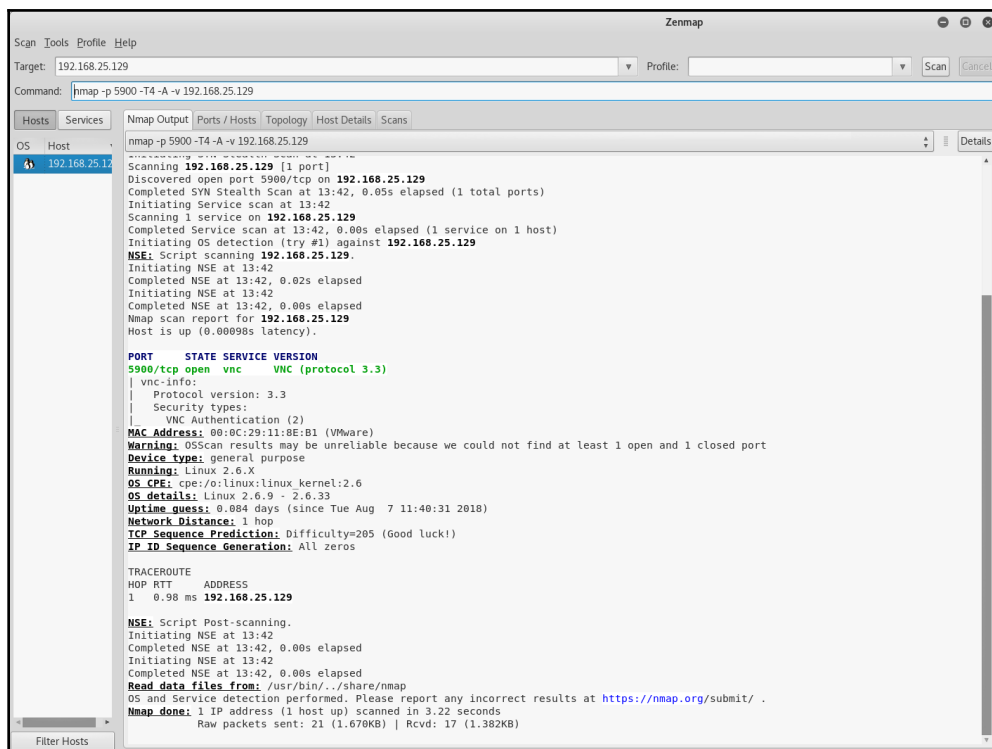 Zenmap
Scan Tools Profile Help
Target: 192.168.25.129 Profile: Scan Cancel
Command: nmap -p 5900 -T4 -A -v 192.168.25.129
Hosts Services
Nmap Output Ports / Hosts Topology Host Details Scans
OS Host
192.168.25.12
nmap -p 5900 -T4 -A -v 192.168.25.129 Details
Initiating SYN Stealth Scan at 13:42
Scanning 192.168.25.129 [1 port]
Discovered open port 5900/tcp on 192.168.25.129
Completed SYN Stealth Scan at 13:42, 0.05s elapsed (1 total ports)
Initiating Service scan at 13:42
Scanning 1 service on 192.168.25.129
Completed Service scan at 13:42, 0.00s elapsed (1 service on 1 host)
Initiating OS detection (try #1) against 192.168.25.129
NSE: Script scanning 192.168.25.129.
Initiating NSE at 13:42
Completed NSE at 13:42, 0.02s elapsed
Initiating NSE at 13:42
Completed NSE at 13:42, 0.00s elapsed
Nmap scan report for 192.168.25.129
Host is up (0.00098s latency).
PORT STATE SERVICE VERSION
5900/tcp open vnc VNC (protocol 3.3)
| vnc-info:
| Protocol version: 3.3
| Security types:
|_ VNC Authentication (2)
MAC Address: 00:0C:29:11:8E:B1 (VMware)
Warning: OSScan results may be unreliable because we could not find at least 1 open and 1 closed port
Device type: general purpose
Running: Linux 2.6.X
OS CPE: cpe:/o:linux:linux_kernel:2.6
OS details: Linux 2.6.9 - 2.6.33
Uptime guess: 0.084 days (since Tue Aug 7 11:40:31 2018)
Network Distance: 1 hop
TCP Sequence Prediction: Difficulty=205 (Good luck!)
IP ID Sequence Generation: All zeros
TRACEROUTE
HOP RTT ADDRESS
1 0.98 ms 192.168.25.129
NSE: Script Post-scanning.
Initiating NSE at 13:42
Completed NSE at 13:42, 0.00s elapsed
Initiating NSE at 13:42
Completed NSE at 13:42, 0.00s elapsed
Read data files from: /usr/bin/../share/nmap
OS and Service detection performed. Please report any incorrect results at https://nmap.org/submit/ .
Nmap done: 1 IP address (1 host up) scanned in 3.22 seconds
Raw packets sent: 21 (1.670KB) | Rcvd: 17 (1.382KB)
Filter Hosts